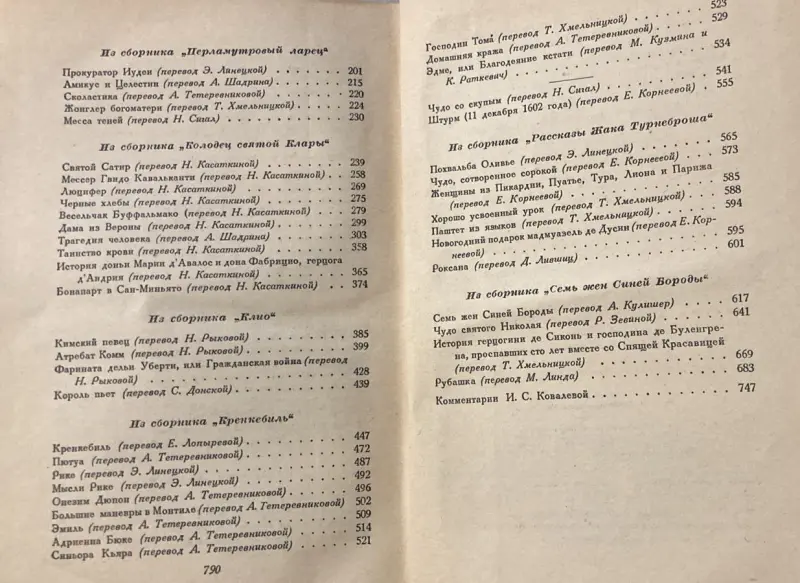 Из сборника „Перламутровый ларец“
Прокуратор Иудеи (перевод Э. Линецкой) . . . . . . . 201
Амикус и Целестин (перевод А. Шадрина) . . . . . . 215
Сколастика (перевод А. Тетеревниковой) . . . . . . . 220
Жонглер богоматери (перевод Т. Хмельницкой) . . . . 224
Месса теней (перевод Н. Сигал) . . . . . . . . . . 230
Из сборника „Колодец святой Клары“
Святой Сатир (перевод Н. Касаткиной) . . . . . . . . 239
Мессер Гвидо Кавальканти (перевод Н. Касаткиной) . . 258
Люцифер (перевод Н. Касаткиной) . . . . . . . . . . 269
Черные хлебы (перевод Н. Касаткиной) . . . . . . . . 275
Весельчак Буффальмако (перевод Н. Касаткиной) . . . . 279
Дама из Вероны (перевод Н. Касаткиной) . . . . . . . 299
Трагедия человека (перевод А. Шадрина) . . . . . . . 303
Таинство крови (перевод Н. Касаткиной) . . . . . . . 358
История доньи Марии д’Авалос и дона Фабрицио, герцога
д’Андрия (перевод Н. Касаткиной) . . . . . . . . 365
Бонапарт в Сан-Миньято (перевод Н. Касаткиной) . . . 374
Из сборника „Клио“
Кимский певец (перевод Н. Рыковой) . . . . . . . . . 385
Атребат Комм (перевод Н. Рыковой) . . . . . . . . . 399
Фарината дельи Уберти, или Гражданская война (перевод
Н. Рыковой) . . . . . . . . . . . . . . . . 428
Король пьет (перевод С. Донской) . . . . . . . . . . 439
Из сборника „Кренкебиль“
Кренкебиль (перевод Е. Лопыревой) . . . . . . . . . 447
Пютуа (перевод А. Тетеревниковой) . . . . . . . . . 472
Рике (перевод Э. Линецкой) . . . . . . . . . . . . 487
Мысли Рике (перевод Э. Линецкой) . . . . . . . . . 492
Онезим Дюпон (перевод А. Тетеревниковой) . . . . . . 496
Большие маневры в Монтиле (перевод А. Тетеревниковой) 502
Эмиль (перевод А. Тетеревниковой) . . . . . . . . . 509
Адриенна Бюке (перевод А. Тетеревниковой) . . . . . 514
Синьора Кьяра (перевод А. Тетеревниковой) . . . . . 521
790
Господин Тома (перевод Т. Хмельницкой) . . . . . . . 523
Домашняя кража (перевод А. Тетеревниковой) . . . . . 529
Эдме, или Благодеяние кстати (перевод М. Кузмина и
К. Раткевич) . . . . . . . . . . . . . . . 534
Чудо со скупым (перевод Н. Сигал) . . . . . . . . . 541
Штурм (11 декабря 1602 года) (перевод Е. Корнеевой) . 555
Из сборника „Рассказы Жака Турнеброша“
Похвальба Оливье (перевод Э. Линецкой) . . . . . . . 565
Чудо, сотворенное сорокой (перевод Е. Корнеевой) . . 573
Женщины из Пикардии, Пуатье, Тура, Лиона и Парижа
(перевод Е. Корнеевой) . . . . . . . . . . . 585
Хорошо усвоенный урок (перевод Т. Хмельницкой) . . . 588
Паштет из языков (перевод Т. Хмельницкой) . . . . . 594
Новогодний подарок мадмуазель де Дусин (перевод Е. Кор-
неевой) . . . . . . . . . . . . . . . . . 595
Роксана (перевод Д. Лившиц) . . . . . . . . . . . 601
Из сборника „Семь жен Синей Бороды“
Семь жен Синей Бороды (перевод А. Кулишер) . . . . 617
Чудо святого Николая (перевод Р. Зевиной) . . . . . 641
История герцогини де Сиконь и господина де Буленгре-
на, проспавших сто лет вместе со Спящей Красавицей
(перевод Т. Хмельницкой) . . . . . . . . . . 669
Рубашка (перевод М. Линда) . . . . . . . . . . . . 683
Комментарии И. С. Ковалевой . . . . . . . . . . . . 747